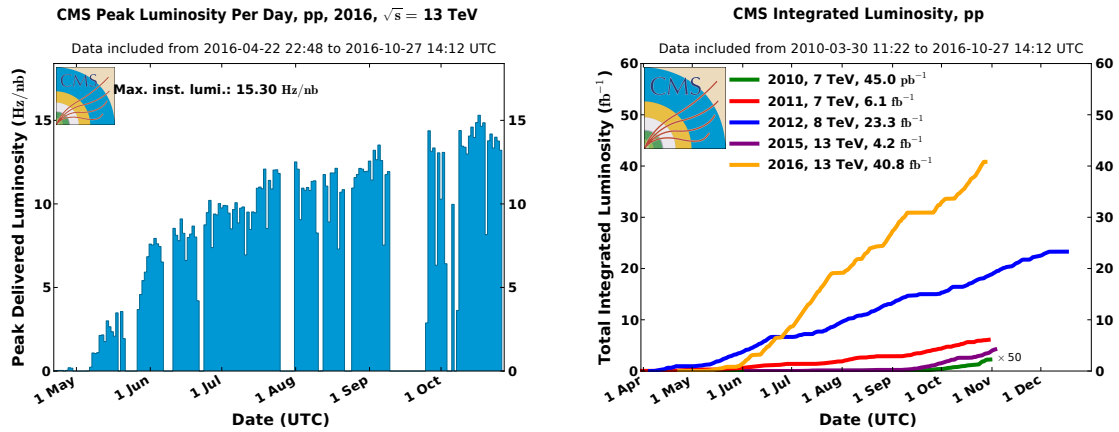 CMS Peak Luminosity Per Day, pp, 2016, √s = 13 TeV
Data included from 2016-04-22 22:48 to 2016-10-27 14:12 UTC
CMS
Max. inst. lumi.: 15.30 Hz/nb
Peak Delivered Luminosity (Hz/nb)
15
10
5
0
15
10
5
0
1 May
1 Jun
1 Jul
1 Aug
1 Sep
1 Oct
Date (UTC)
CMS Integrated Luminosity, pp
Data included from 2010-03-30 11:22 to 2016-10-27 14:12 UTC
CMS
2010, 7 TeV, 45.0 pb⁻¹
2011, 7 TeV, 6.1 fb⁻¹
2012, 8 TeV, 23.3 fb⁻¹
2015, 13 TeV, 4.2 fb⁻¹
2016, 13 TeV, 40.8 fb⁻¹
Total Integrated Luminosity (fb⁻¹)
60
50
40
30
20
10
0
60
50
40
30
20
10
0
× 50
1 Apr
1 May
1 Jun
1 Jul
1 Aug
1 Sep
1 Oct
1 Nov
1 Dec
Date (UTC)